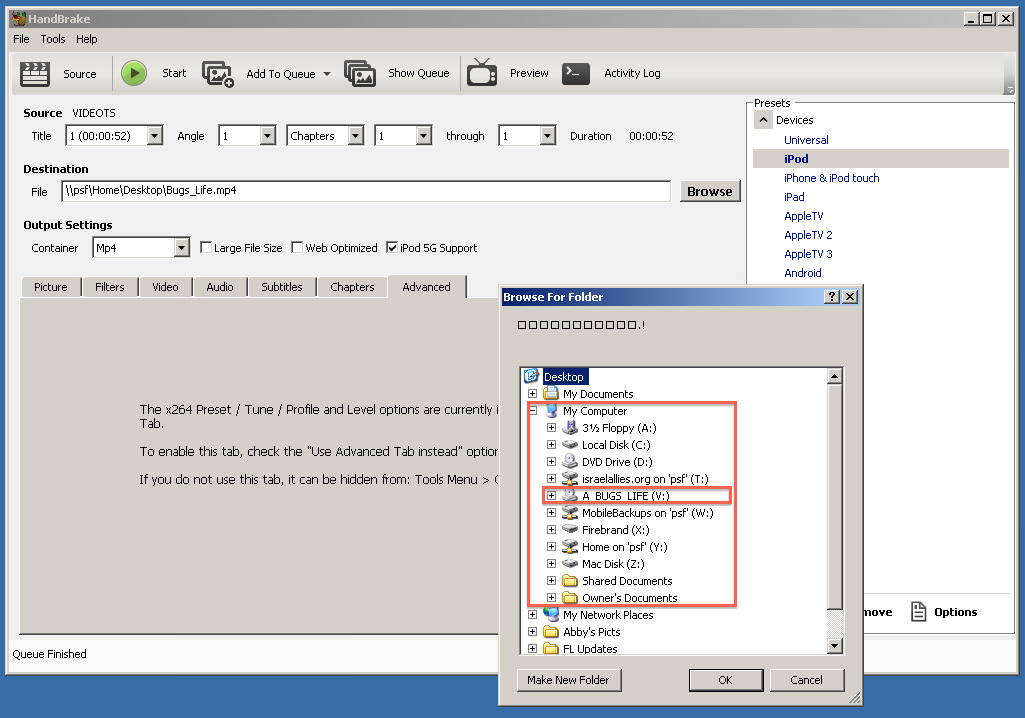 HandBrake
File Tools Help
Source Start Add To Queue Show Queue Preview Activity Log
Source VIDEOTS
Title 1 (00:00:52) Angle 1 Chapters 1 through 1 Duration 00:00:52
Destination
File \\psf\Home\Desktop\Bugs_Life.mp4 Browse
Output Settings
Container Mp4 Large File Size Web Optimized iPod 5G Support
Picture Filters Video Audio Subtitles Chapters Advanced
The x264 Preset / Tune / Profile and Level options are currently i
Tab.
To enable this tab, check the "Use Advanced Tab instead" option
If you do not use this tab, it can be hidden from: Tools Menu >
Queue Finished
Presets
Devices
Universal
iPod
iPhone & iPod touch
iPad
AppleTV
AppleTV 2
AppleTV 3
Android
move Options
Browse For Folder
.!
Desktop
My Documents
My Computer
3½ Floppy (A:)
Local Disk (C:)
DVD Drive (D:)
israelallies.org on 'psf' (T:)
A_BUGS_LIFE (V:)
MobileBackups on 'psf' (W:)
Firebrand (X:)
Home on 'psf' (Y:)
Mac Disk (Z:)
Shared Documents
Owner's Documents
My Network Places
Abby's Picts
FL Updates
Make New Folder OK Cancel